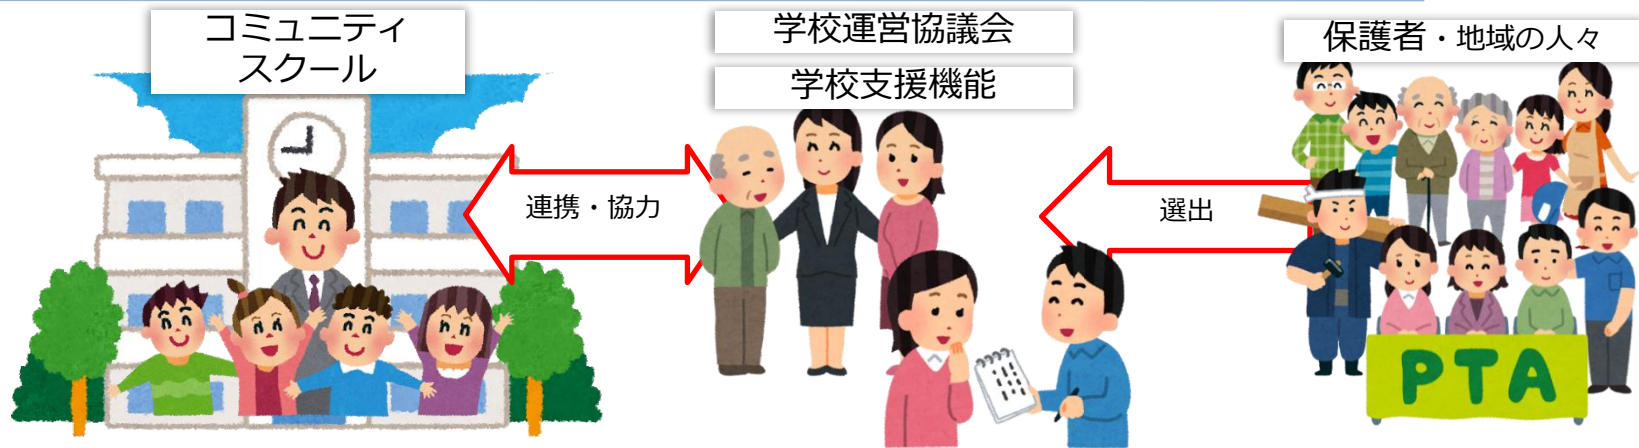 コミュニティ
スクール
学校運営協議会
学校支援機能
保護者・地域の人々
連携・協力
選出
PTA